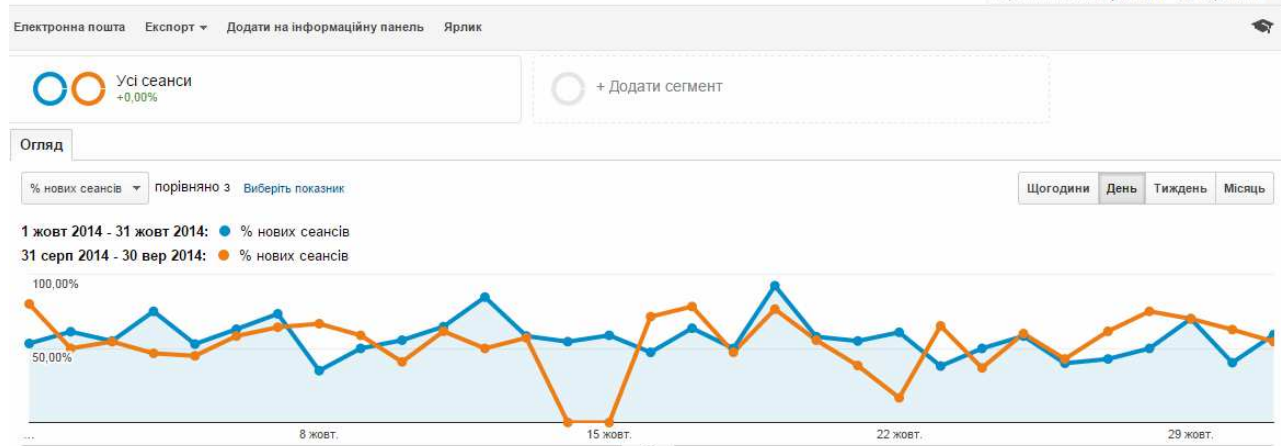 Електронна пошта Експорт Додати на інформаційну панель Ярлик
Усі сеанси
+0,00%
+ Додати сегмент
Огляд
% нових сеансів порівняно з Виберіть показник
Щогодини День Тиждень Місяць
1 жовт 2014 - 31 жовт 2014: % нових сеансів
31 серп 2014 - 30 вер 2014: % нових сеансів
100,00%
50,00%
... 8 жовт. 15 жовт. 22 жовт. 29 жовт.